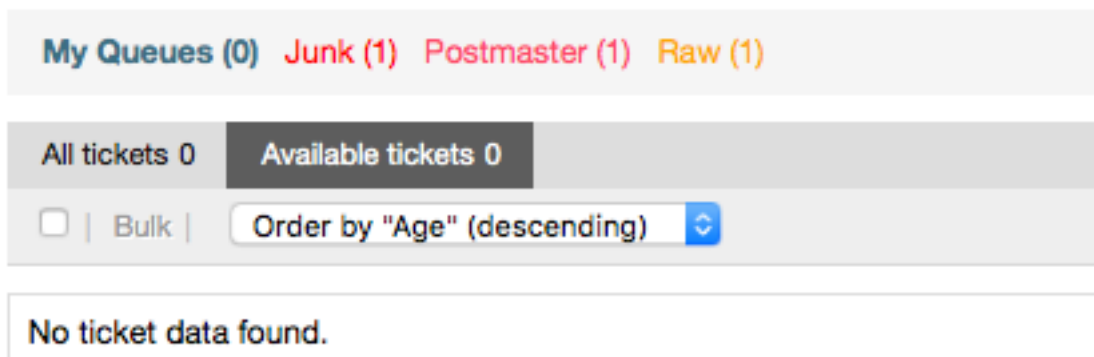 My Queues (0) Junk (1) Postmaster (1) Raw (1)
All tickets 0 Available tickets 0
| Bulk | Order by "Age" (descending)
No ticket data found.